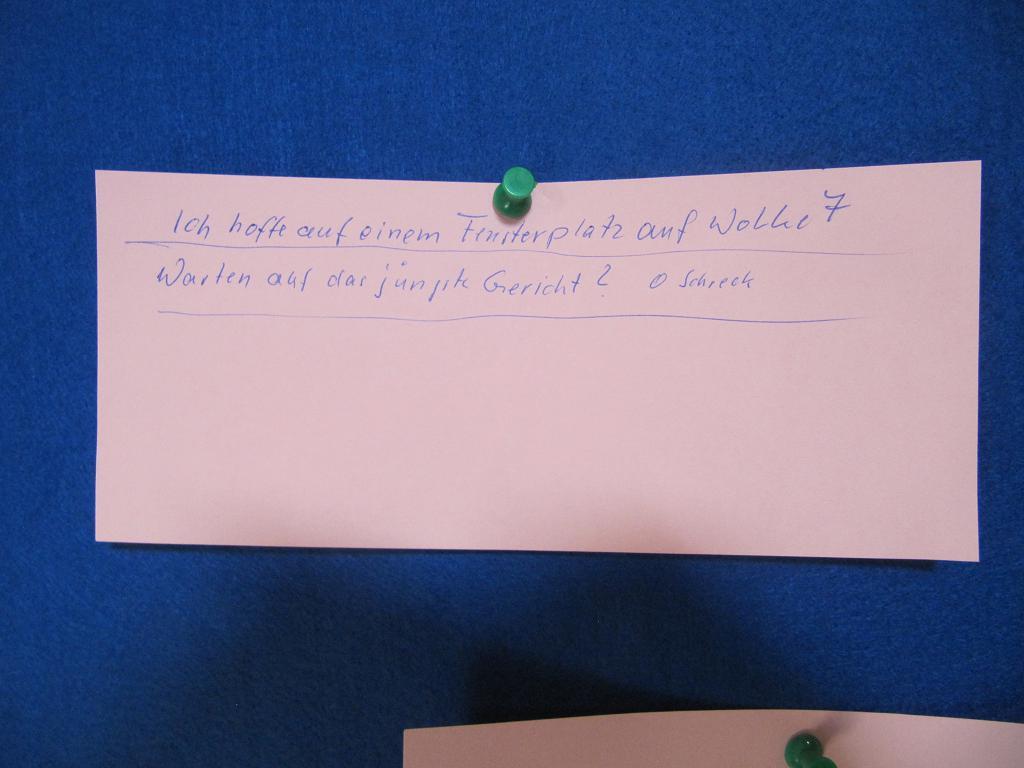 Ich hoffe auf einem Fensterplatz auf Wolke 7
Warten auf das jüngste Gericht? O Schreck